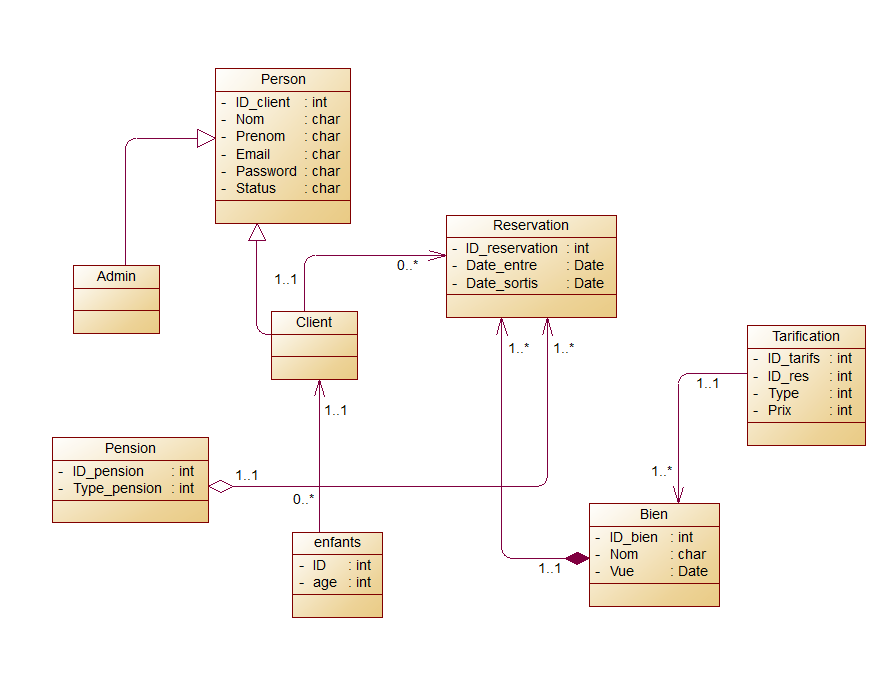 Person
- ID_client : int
- Nom : char
- Prenom : char
- Email : char
- Password : char
- Status : char
Reservation
- ID_reservation : int
- Date_entre : Date
- Date_sortis : Date
0..*
1..1
Admin
Client
1..*
1..*
Tarification
- ID_tarifs : int
- ID_res : int
- Type : int
- Prix : int
1..1
1..1
Pension
- ID_pension : int
- Type_pension : int
1..1
0..*
1..*
Bien
- ID_bien : int
- Nom : char
- Vue : Date
1..1
enfants
- ID : int
- age : int